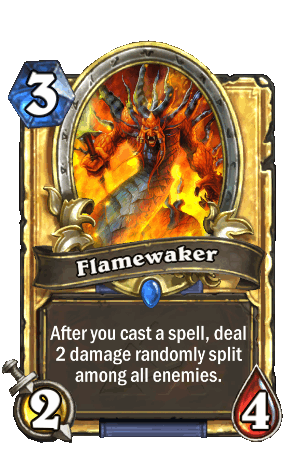 3
Flamewaker
After you cast a spell, deal
2 damage randomly split
among all enemies.
2
4